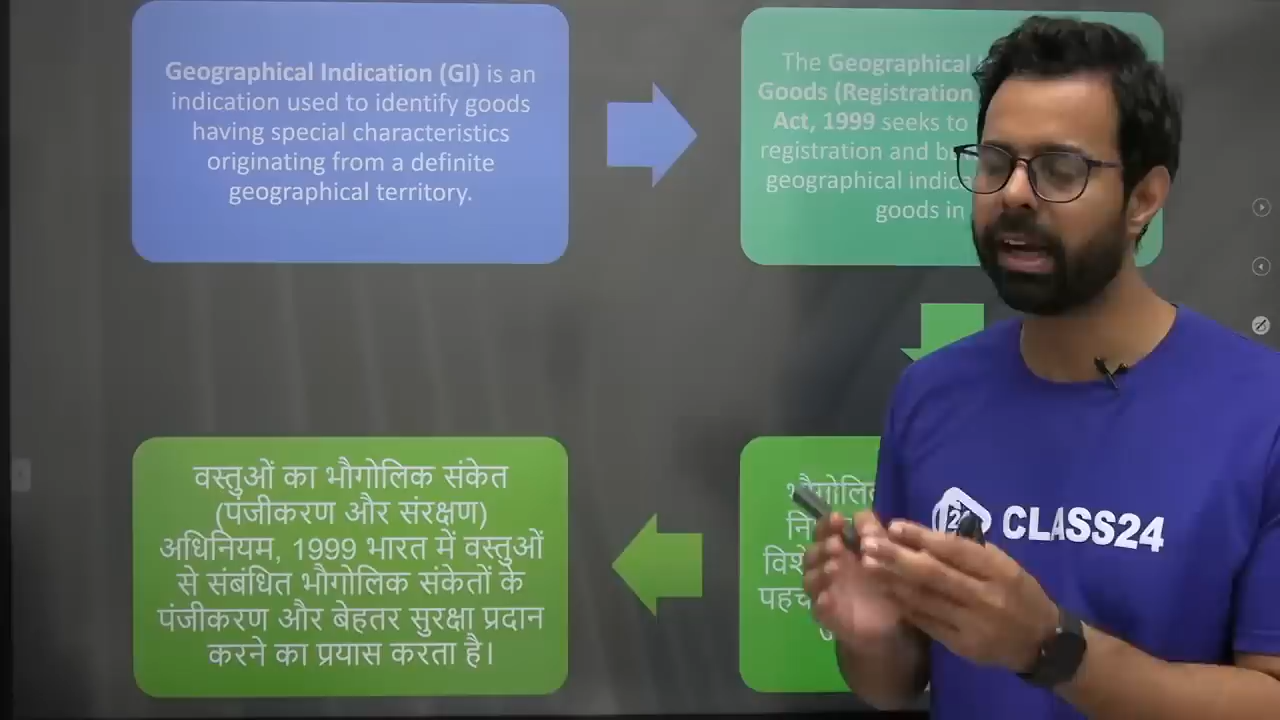 Geographical Indication (GI) is an
indication used to identify goods
having special characteristics
originating from a definite
geographical territory.
The Geographical
Goods (Registration
Act, 1999 seeks to
registration and
geographical
goods in
वस्तुओं का भौगोलिक संकेत
(पंजीकरण और संरक्षण)
अधिनियम, 1999 भारत में वस्तुओं
से संबंधित भौगोलिक संकेतों के
पंजीकरण और बेहतर सुरक्षा प्रदान
करने का प्रयास करता है।
CLASS24